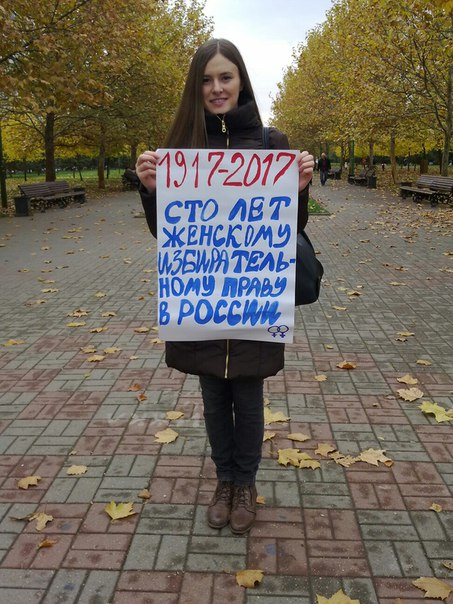 1917-2017
СТО ЛЕТ
ЖЕНСКОМУ
ИЗБИРАТЕЛЬ-
НОМУ ПРАВУ
В РОССИИ